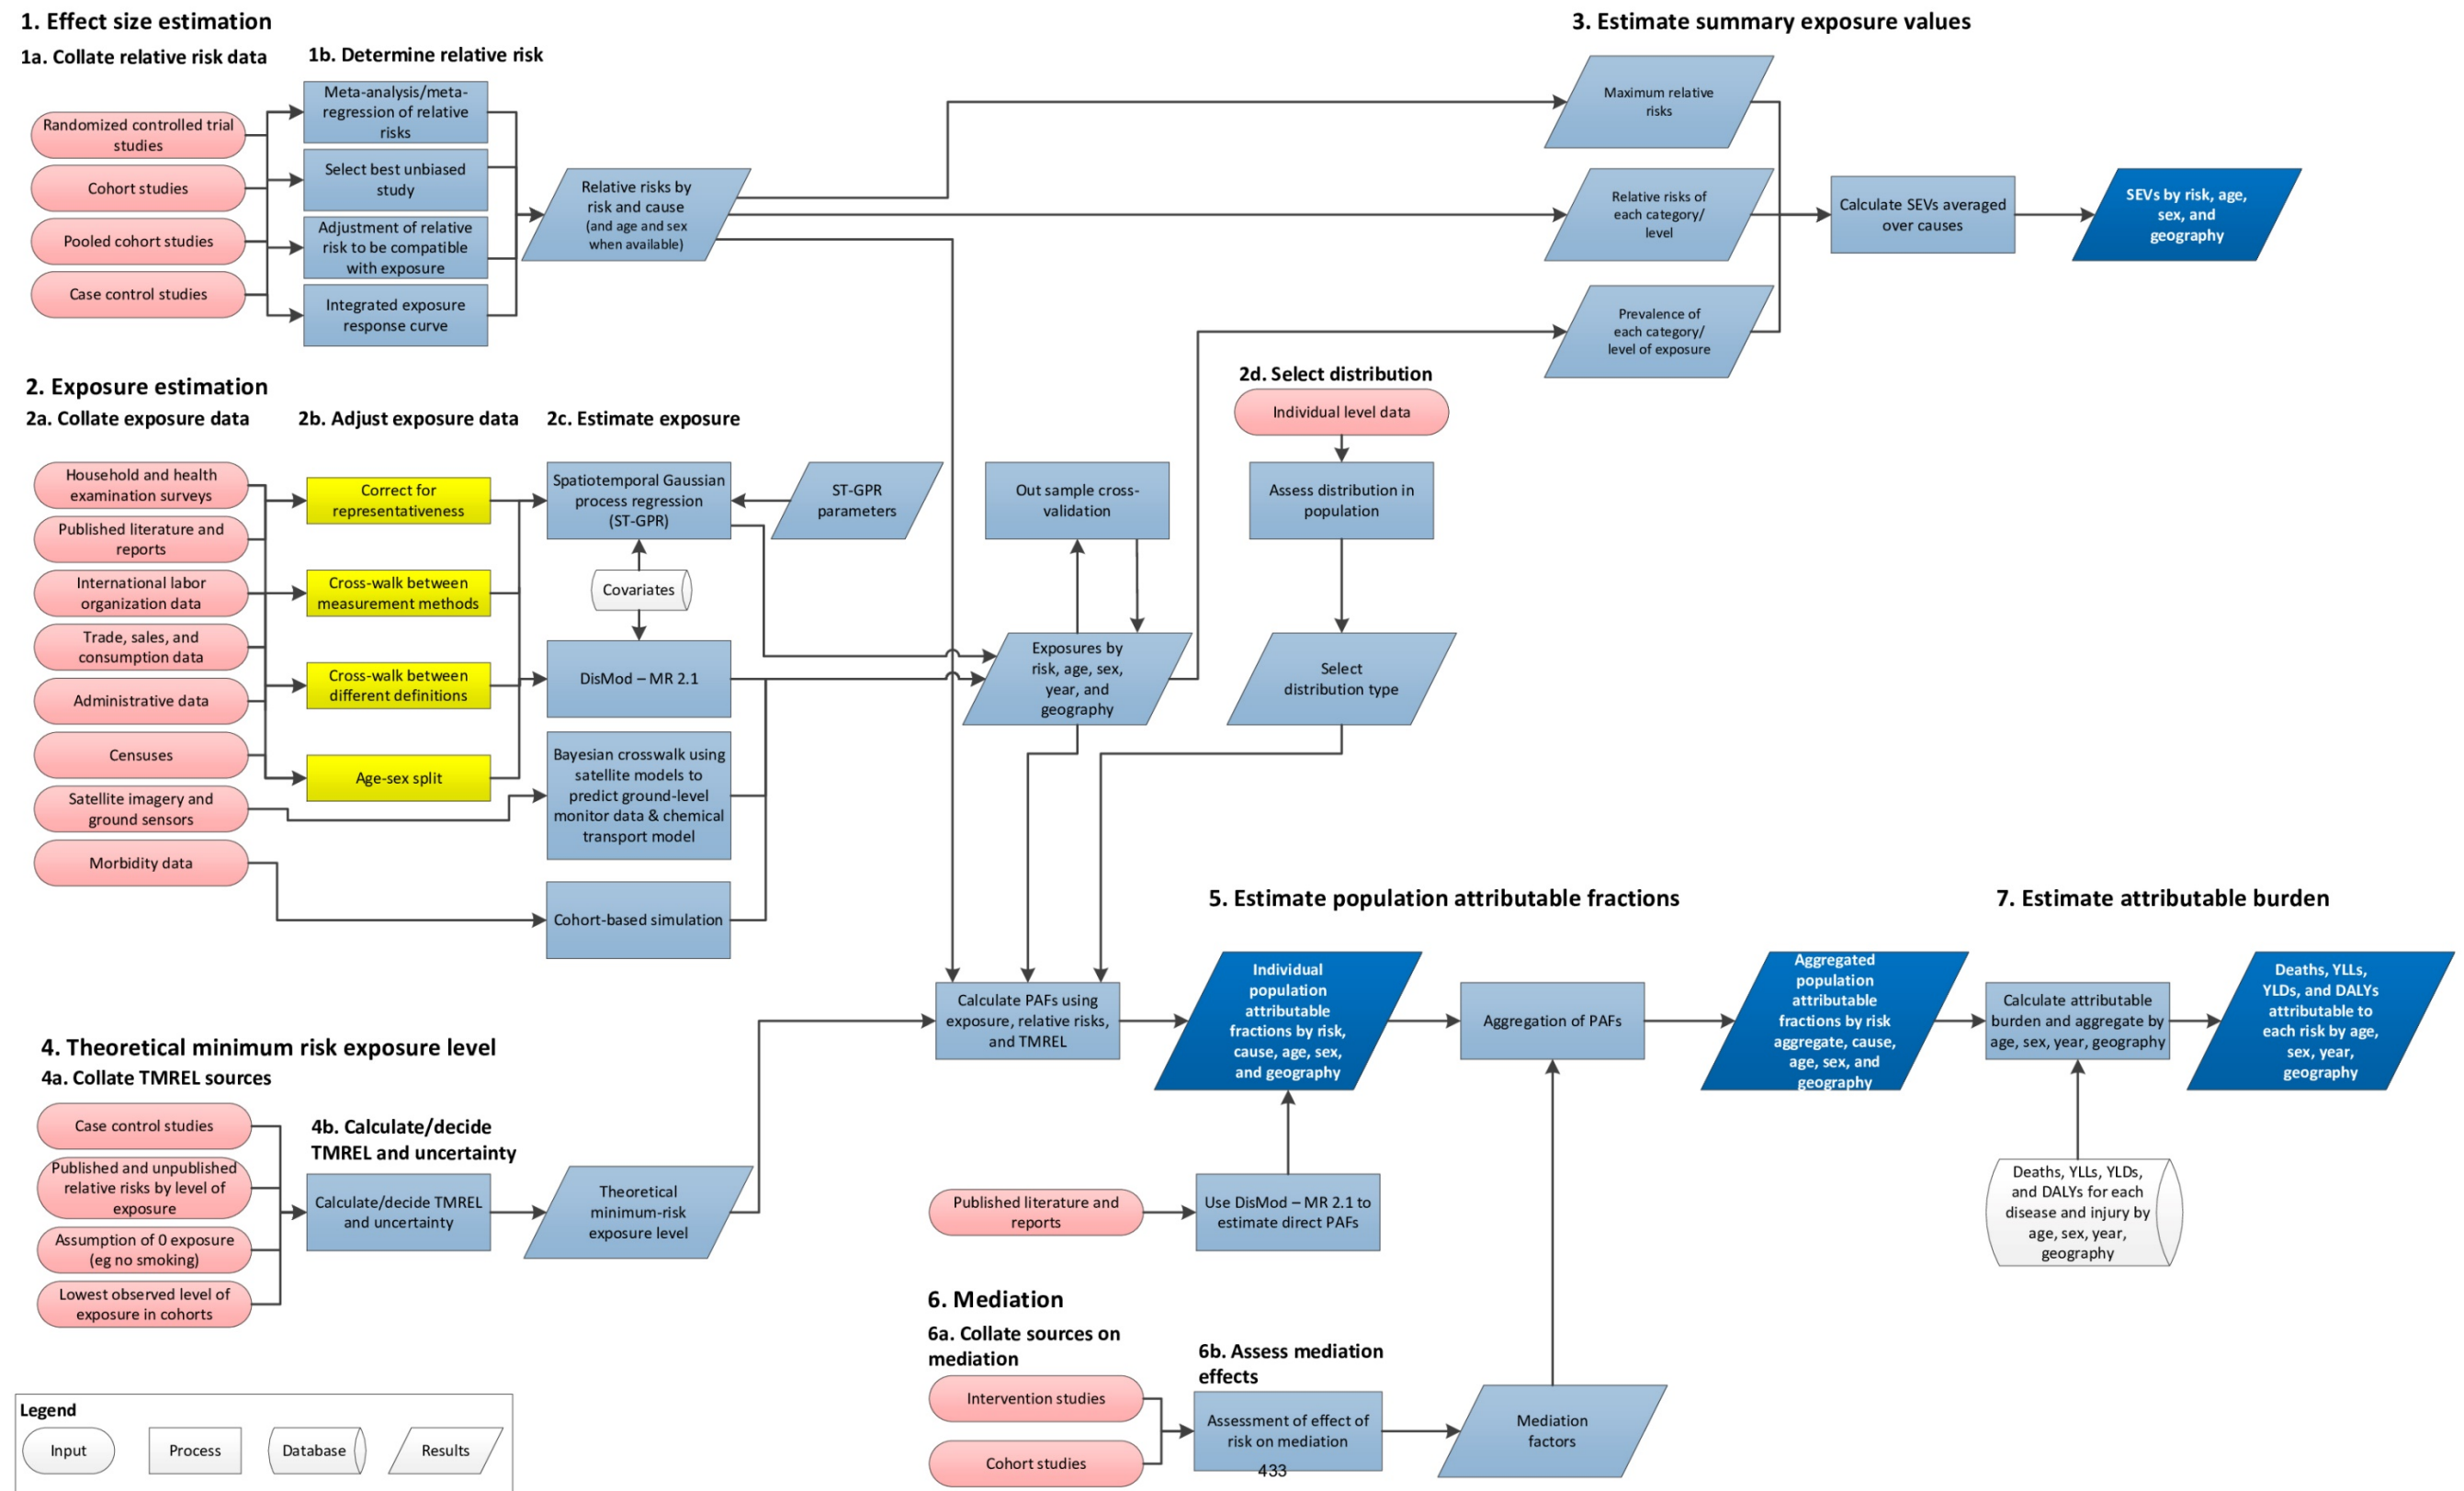 1. Effect size estimation
1a. Collate relative risk data
1b. Determine relative risk
Randomized controlled trial
studies
Cohort studies
Pooled cohort studies
Case control studies
Meta-analysis/meta-
regression of relative
risks
Select best unbiased
study
Adjustment of relative
risk to be compatible
with exposure
Integrated exposure
response curve
Relative risks by
risk and cause
(and age and sex
when available)
3. Estimate summary exposure values
Maximum relative
risks
Relative risks of
each category/
level
Prevalence of
each category/
level of exposure
Calculate SEVs averaged
over causes
SEVs by risk, age,
sex, and
geography
2. Exposure estimation
2a. Collate exposure data
2b. Adjust exposure data
2c. Estimate exposure
2d. Select distribution
Household and health
examination surveys
Published literature and
reports
International labor
organization data
Trade, sales, and
consumption data
Administrative data
Censuses
Satellite imagery and
ground sensors
Morbidity data
Correct for
representativeness
Cross-walk between
measurement methods
Cross-walk between
different definitions
Age-sex split
Spatiotemporal Gaussian
process regression
(ST-GPR)
ST-GPR
parameters
Covariates
DisMod – MR 2.1
Bayesian crosswalk using
satellite models to
predict ground-level
monitor data & chemical
transport model
Cohort-based simulation
Out sample cross-
validation
Exposures by
risk, age, sex,
year, and
geography
Individual level data
Assess distribution in
population
Select
distribution type
4. Theoretical minimum risk exposure level
4a. Collate TMREL sources
Case control studies
Published and unpublished
relative risks by level of
exposure
Assumption of 0 exposure
(eg no smoking)
Lowest observed level of
exposure in cohorts
4b. Calculate/decide
TMREL and uncertainty
Calculate/decide TMREL
and uncertainty
Theoretical
minimum-risk
exposure level
5. Estimate population attributable fractions
Calculate PAFs using
exposure, relative risks,
and TMREL
Individual
population
attributable
fractions by risk,
cause, age, sex,
and geography
Aggregation of PAFs
Aggregated
population
attributable
fractions by risk
aggregate, cause,
age, sex, and
geography
Published literature and
reports
Use DisMod – MR 2.1 to
estimate direct PAFs
7. Estimate attributable burden
Calculate attributable
burden and aggregate by
age, sex, year, geography
Deaths, YLLs,
YLDs, and DALYs
attributable to
each risk by age,
sex, year,
geography
Deaths, YLLs, YLDs,
and DALYs for each
disease and injury by
age, sex, year,
geography
6. Mediation
6a. Collate sources on
mediation
Intervention studies
Cohort studies
6b. Assess mediation
effects
Assessment of effect of
risk on mediation
Mediation
factors
433
Legend
Input
Process
Database
Results